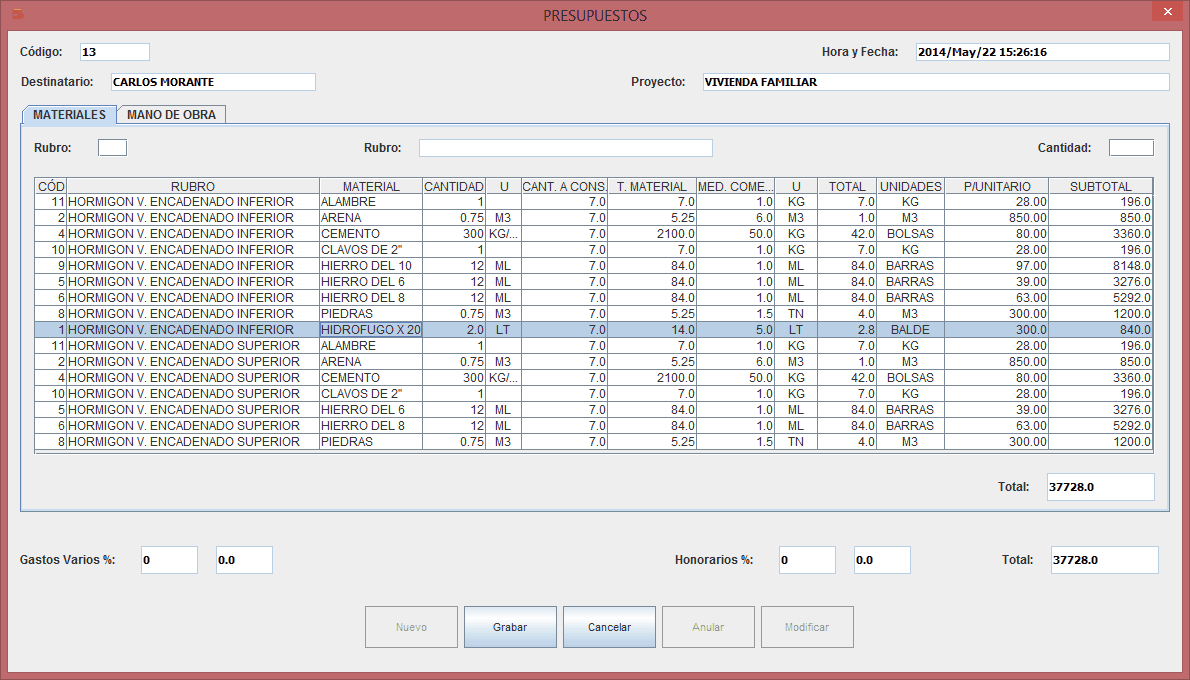 PRESUPUESTOS
Código: 13 Hora y Fecha: 2014/May/22 15:26:16
Destinatario: CARLOS MORANTE Proyecto: VIVIENDA FAMILIAR
MATERIALES MANO DE OBRA
Rubro: Rubro: Cantidad:
CÓD RUBRO MATERIAL CANTIDAD U CANT. A CONS. T. MATERIAL MED. COME... U TOTAL UNIDADES P/UNITARIO SUBTOTAL
11 HORMIGON V. ENCADENADO INFERIOR ALAMBRE 1 7.0 7.0 1.0 KG 7.0 KG 28.00 196.0
2 HORMIGON V. ENCADENADO INFERIOR ARENA 0.75 M3 7.0 5.25 6.0 M3 1.0 M3 850.00 850.0
4 HORMIGON V. ENCADENADO INFERIOR CEMENTO 300 KG/... 7.0 2100.0 50.0 KG 42.0 BOLSAS 80.00 3360.0
10 HORMIGON V. ENCADENADO INFERIOR CLAVOS DE 2" 1 7.0 7.0 1.0 KG 7.0 KG 28.00 196.0
9 HORMIGON V. ENCADENADO INFERIOR HIERRO DEL 10 12 ML 7.0 84.0 1.0 ML 84.0 BARRAS 97.00 8148.0
5 HORMIGON V. ENCADENADO INFERIOR HIERRO DEL 6 12 ML 7.0 84.0 1.0 ML 84.0 BARRAS 39.00 3276.0
6 HORMIGON V. ENCADENADO INFERIOR HIERRO DEL 8 12 ML 7.0 84.0 1.0 ML 84.0 BARRAS 63.00 5292.0
8 HORMIGON V. ENCADENADO INFERIOR PIEDRAS 0.75 M3 7.0 5.25 1.5 TN 4.0 M3 300.00 1200.0
1 HORMIGON V. ENCADENADO INFERIOR HIDROFUGO X 20 2.0 LT 7.0 14.0 5.0 LT 2.8 BALDE 300.0 840.0
11 HORMIGON V. ENCADENADO SUPERIOR ALAMBRE 1 7.0 7.0 1.0 KG 7.0 KG 28.00 196.0
2 HORMIGON V. ENCADENADO SUPERIOR ARENA 0.75 M3 7.0 5.25 6.0 M3 1.0 M3 850.00 850.0
4 HORMIGON V. ENCADENADO SUPERIOR CEMENTO 300 KG/... 7.0 2100.0 50.0 KG 42.0 BOLSAS 80.00 3360.0
10 HORMIGON V. ENCADENADO SUPERIOR CLAVOS DE 2" 1 7.0 7.0 1.0 KG 7.0 KG 28.00 196.0
5 HORMIGON V. ENCADENADO SUPERIOR HIERRO DEL 6 12 ML 7.0 84.0 1.0 ML 84.0 BARRAS 39.00 3276.0
6 HORMIGON V. ENCADENADO SUPERIOR HIERRO DEL 8 12 ML 7.0 84.0 1.0 ML 84.0 BARRAS 63.00 5292.0
8 HORMIGON V. ENCADENADO SUPERIOR PIEDRAS 0.75 M3 7.0 5.25 1.5 TN 4.0 M3 300.00 1200.0
Total: 37728.0
Gastos Varios %: 0 0.0 Honorarios %: 0 0.0 Total: 37728.0
Nuevo Grabar Cancelar Anular Modificar